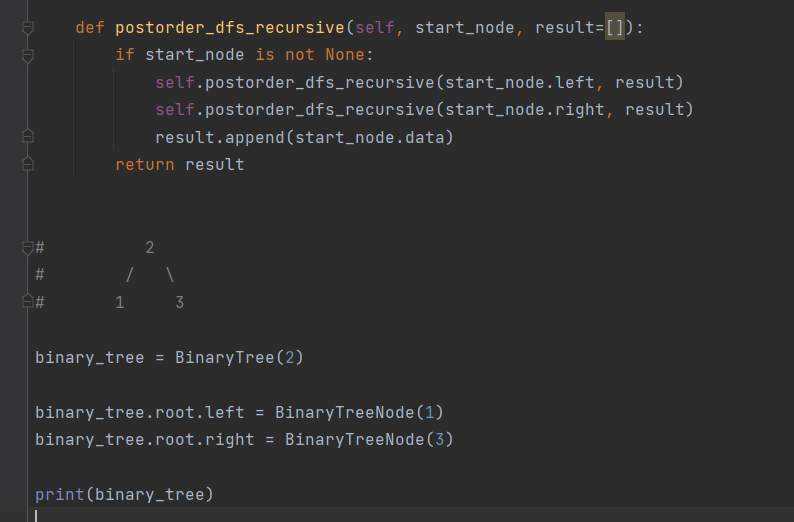 def postorder_dfs_recursive(self, start_node, result=[]):
if start_node is not None:
self.postorder_dfs_recursive(start_node.left, result)
self.postorder_dfs_recursive(start_node.right, result)
result.append(start_node.data)
return result
# 2
# / \
# 1 3
binary_tree = BinaryTree(2)
binary_tree.root.left = BinaryTreeNode(1)
binary_tree.root.right = BinaryTreeNode(3)
print(binary_tree)